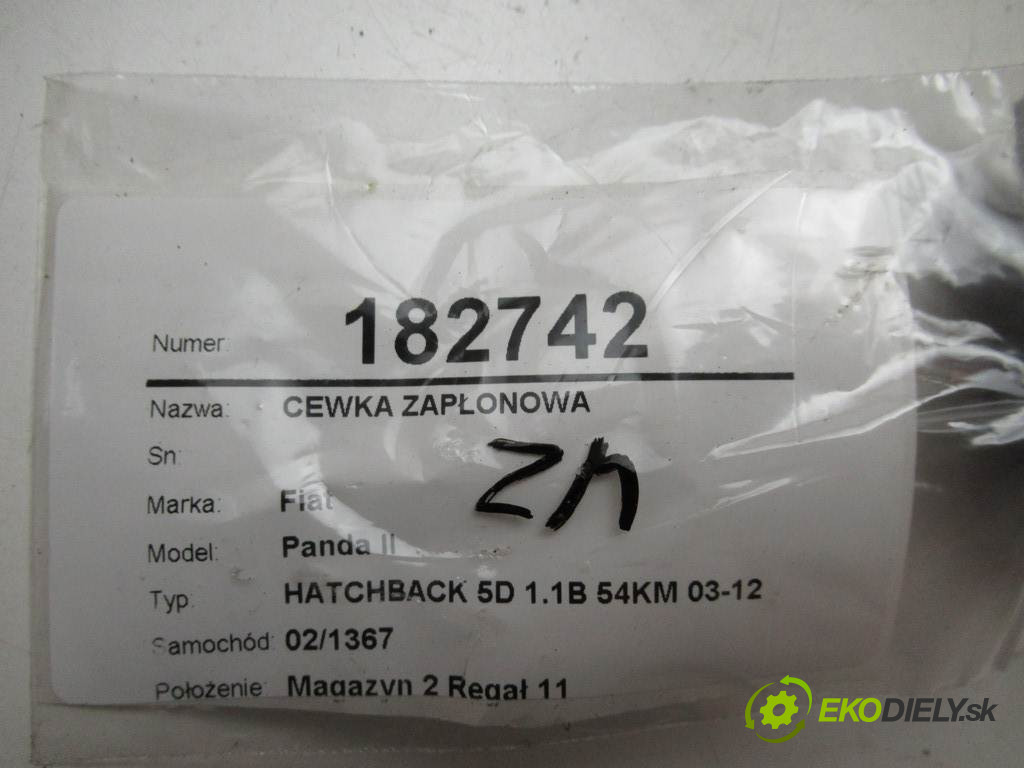 Numer: 182742
Nazwa: CEWKA ZAPŁONOWA
Sn:
Marka: Fiat
Model: Panda II
Typ: HATCHBACK 5D 1.1B 54KM 03-12
Samochód: 02/1367
Położenie: Magazyn 2 Regał 11
EKODIELY.sk